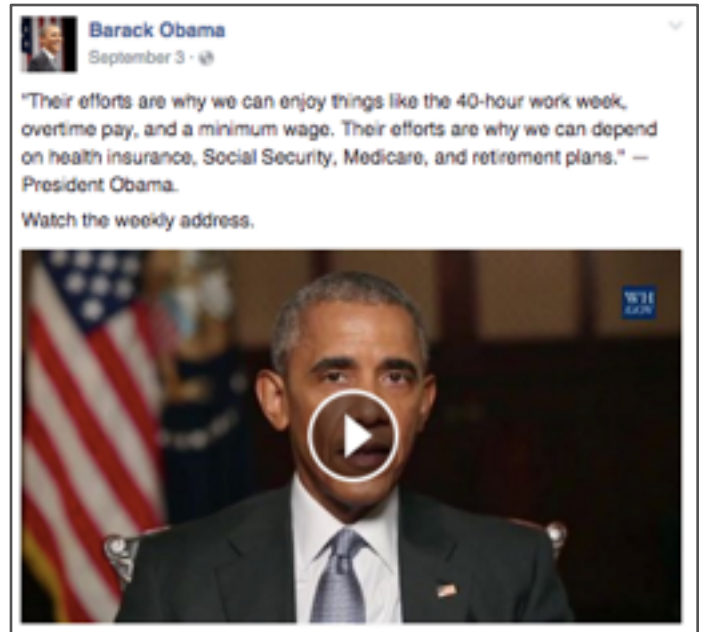 Barack Obama
September 3 ·
"Their efforts are why we can enjoy things like the 40-hour work week,
overtime pay, and a minimum wage. Their efforts are why we can depend
on health insurance, Social Security, Medicare, and retirement plans." —
President Obama.
Watch the weekly address.
WH
.GOV